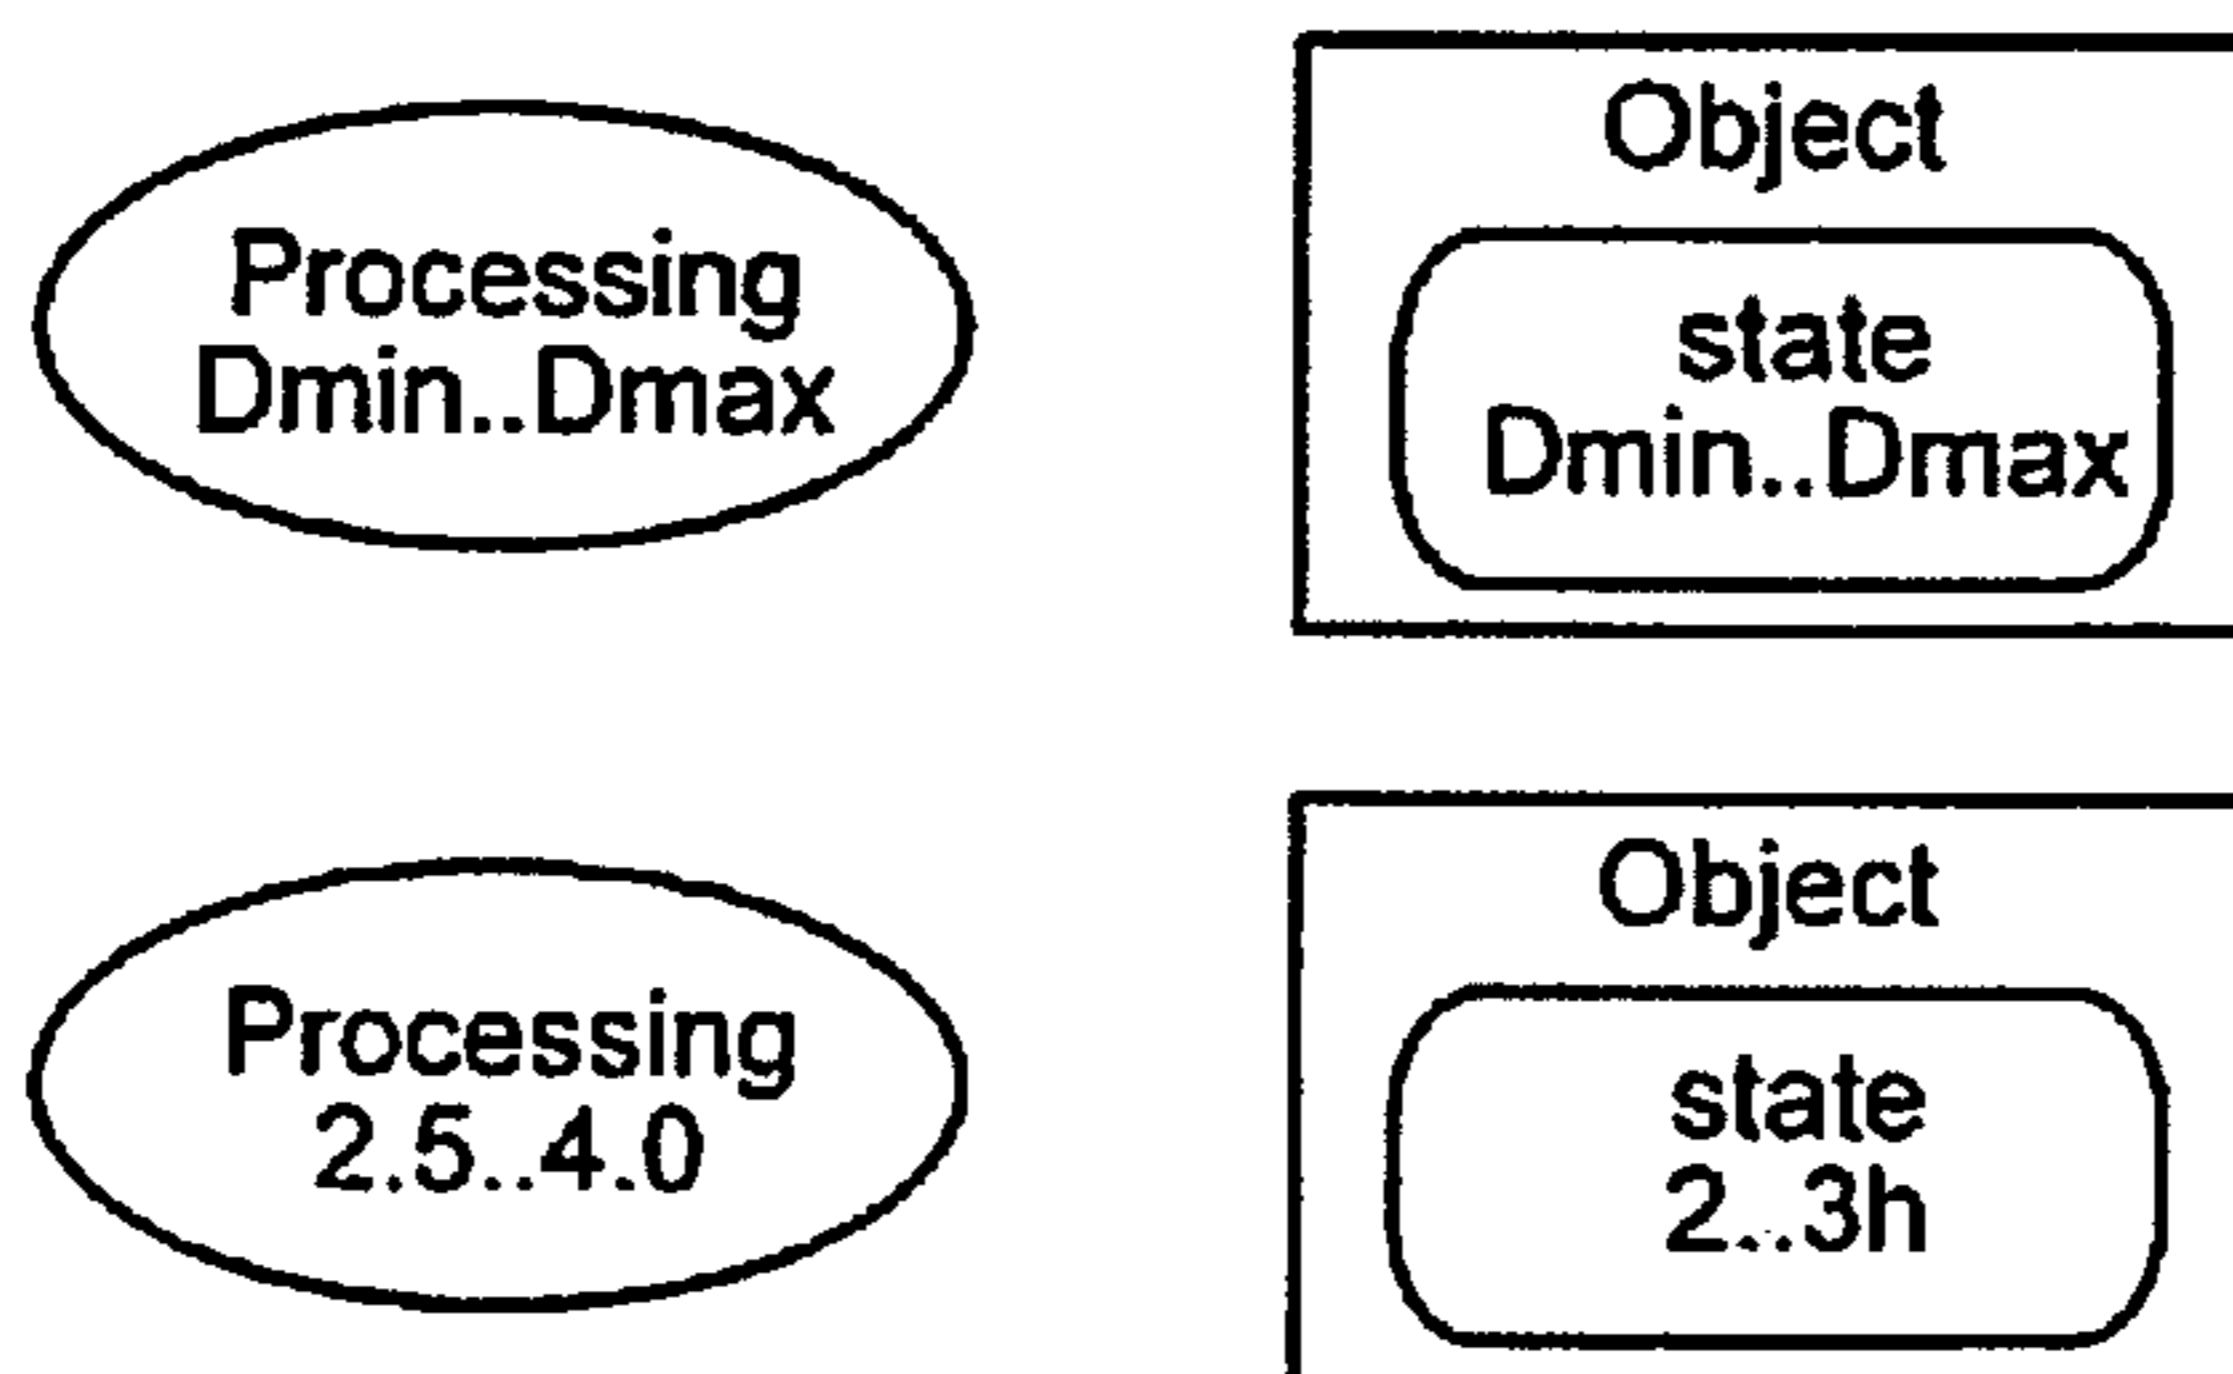 Processing
Dmin..Dmax
Object
state
Dmin..Dmax
Processing
2.5..4.0
Object
state
2..3h